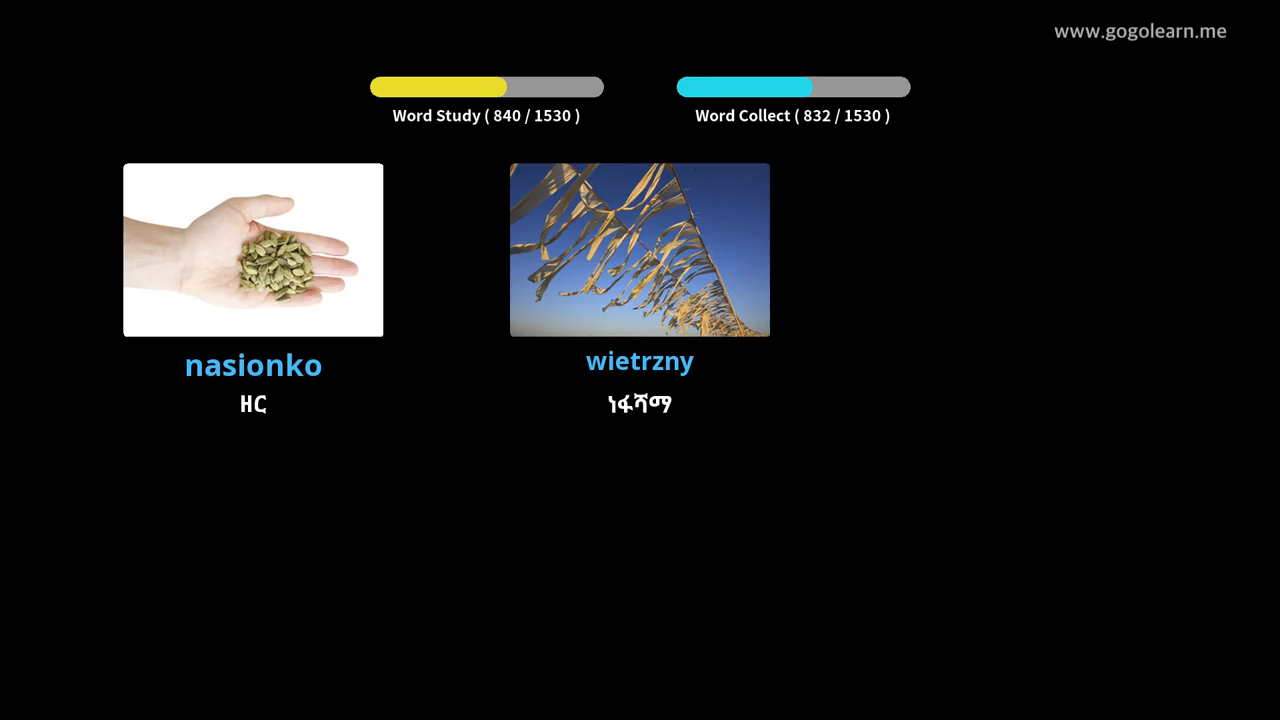 www.gogolearn.me
Word Study ( 840 / 1530 )
Word Collect ( 832 / 1530 )
nasionko
ዘር
wietrzny
ነፋሻማ